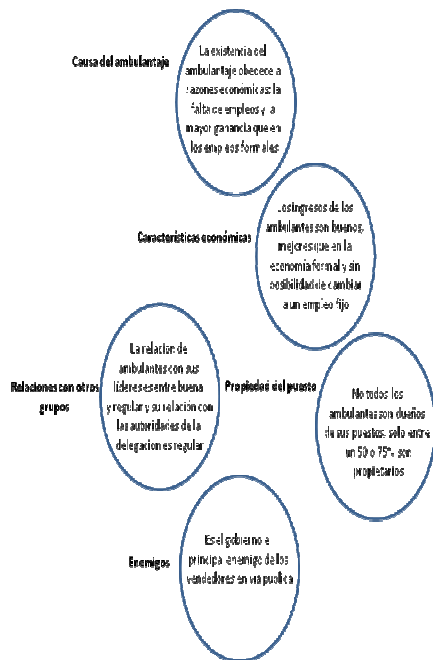 Causa del ambulantaje
La existencia del
ambulantaje obedece a
razones económicas: la
falta de empleos y la
mayor ganancia que en
los empleos formales
Características económicas
Los ingresos de los
ambulantes son buenos,
mejores que en la
economía formal y sin
posibilidad de cambiar
a un empleo fijo
Relaciones con otros
grupos
La relación de
ambulantes con sus
líderes es entre buena
y regular y su relación con
las autoridades de la
delegación es regular
Propiedad del puesto
No todos los
ambulantes son dueños
de sus puestos, solo entre
un 50 o 75% son
propietarios
Enemigos
Es el gobierno el
principal enemigo de los
vendedores en vía publica